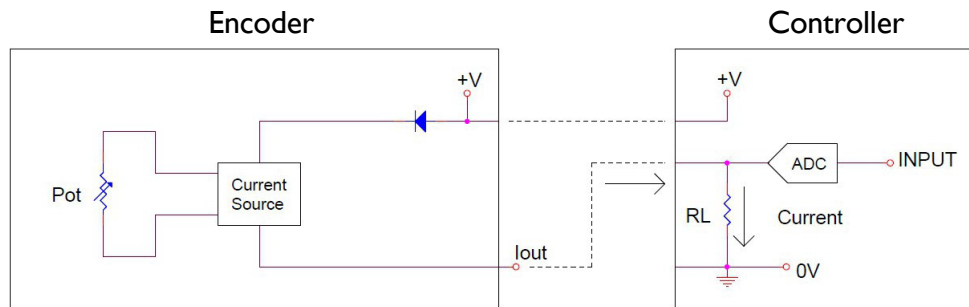 Encoder
Controller
+V
+V
Pot
Current
Source
Iout
ADC
INPUT
RL
Current
0V